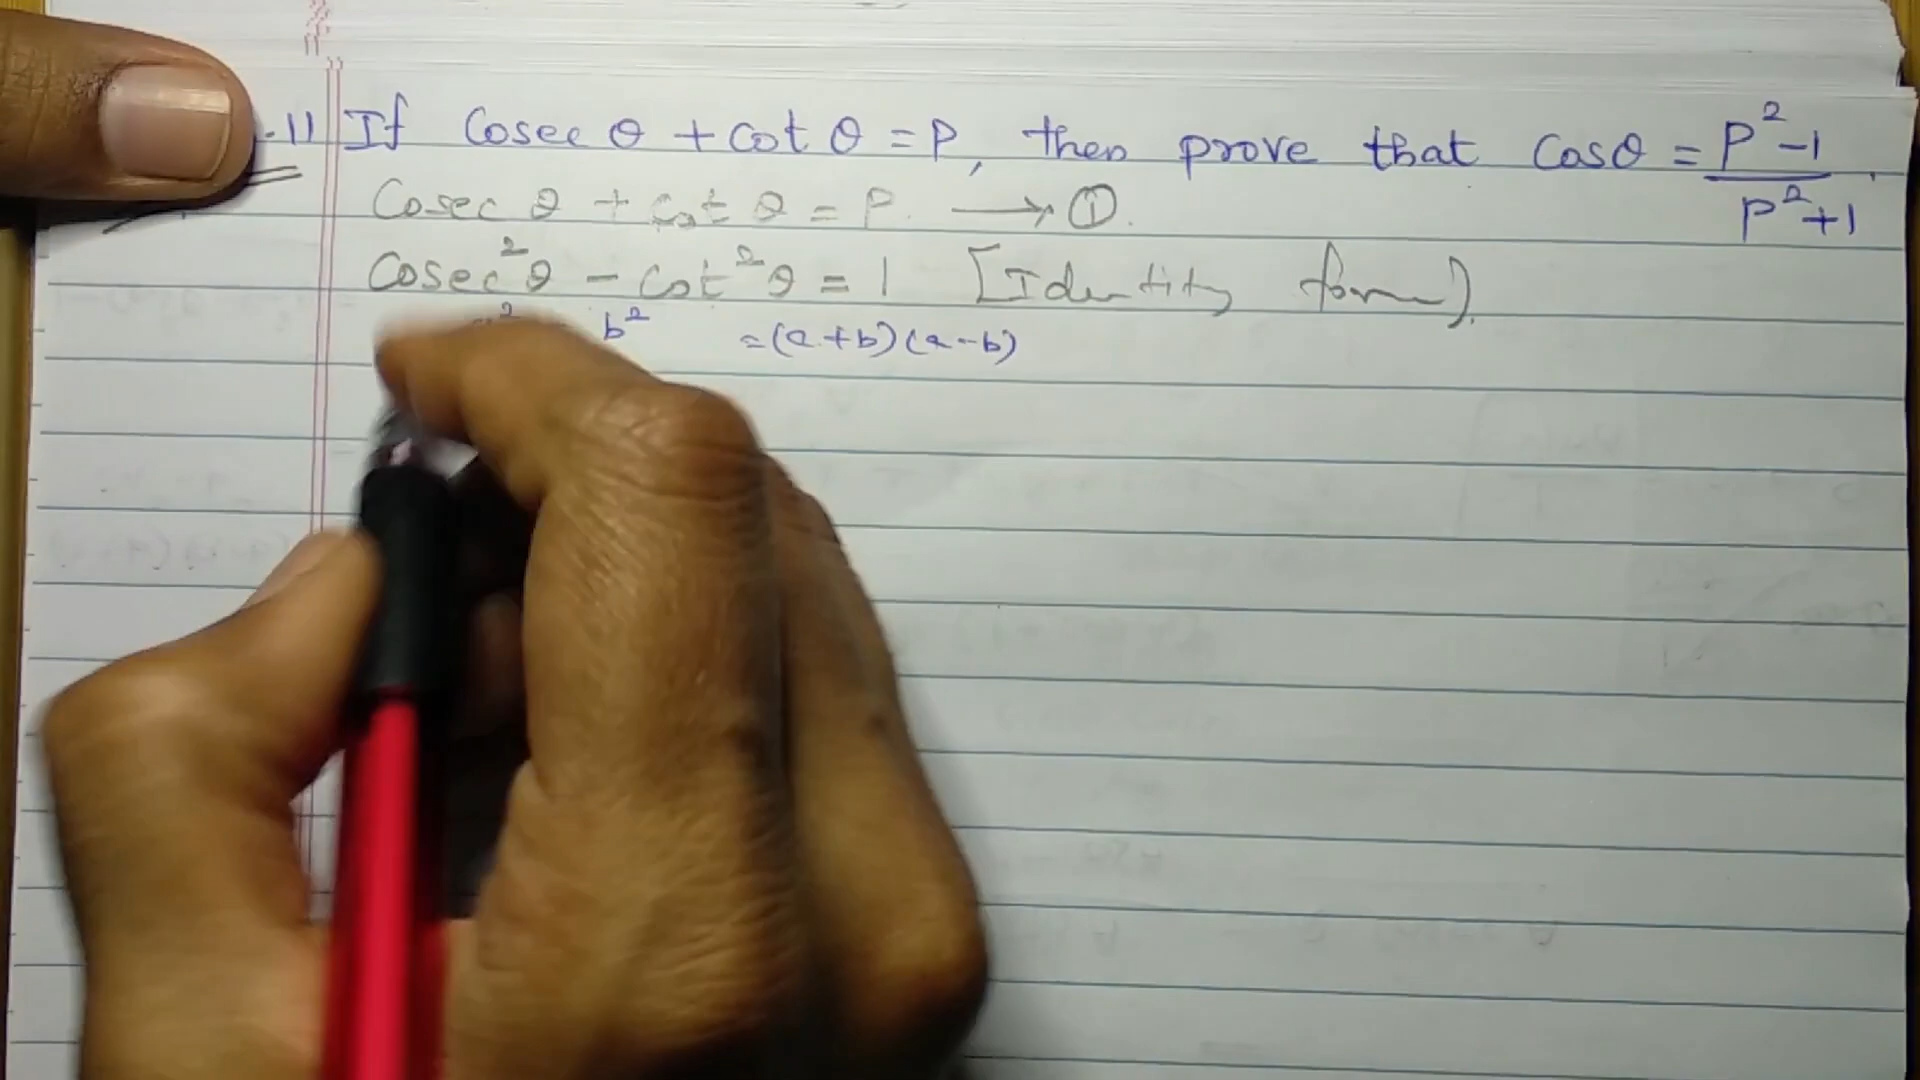 .11 If Cosec θ + cot θ = P, then prove that Cosθ = P²-1 / P²+1
Cosec θ + cot θ = P. → ①.
Cosec²θ - cot²θ = 1 [Identity form).
a² - b² = (a+b)(a-b)